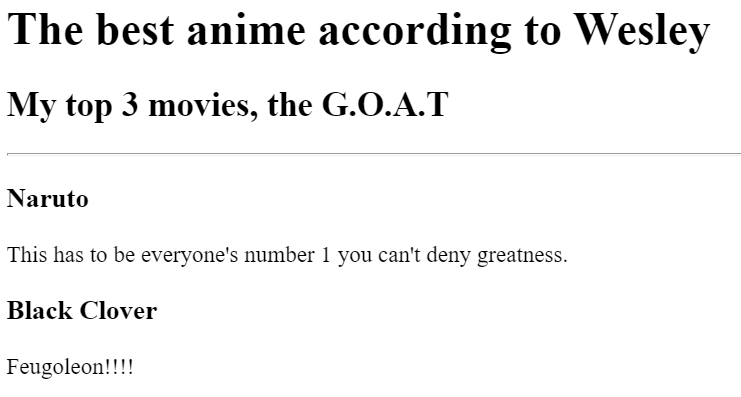 The best anime according to Wesley
My top 3 movies, the G.O.A.T
Naruto
This has to be everyone's number 1 you can't deny greatness.
Black Clover
Feugoleon!!!!